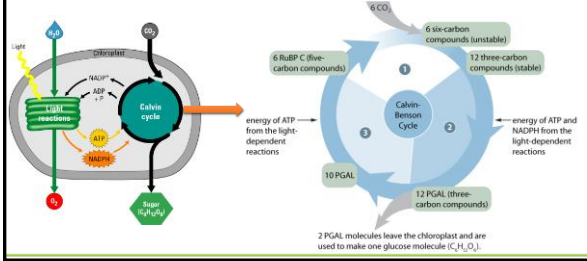 Light
H₂O
CO₂
Chloroplast
NADP⁺
ADP
+ P
Light
reactions
Calvin
cycle
ATP
NADPH
O₂
Sugar
(C₆H₁₂O₆)
6 CO₂
6 six-carbon
compounds (unstable)
6 RuBP C (five-
carbon compounds)
12 three-carbon
compounds (stable)
1
energy of ATP
from the light-
dependent
reactions
Calvin-
Benson
Cycle
3
2
energy of ATP and
NADPH from the
light-dependent
reactions
10 PGAL
12 PGAL (three-
carbon compounds)
2 PGAL molecules leave the chloroplast and are
used to make one glucose molecule (C₆H₁₂O₆).